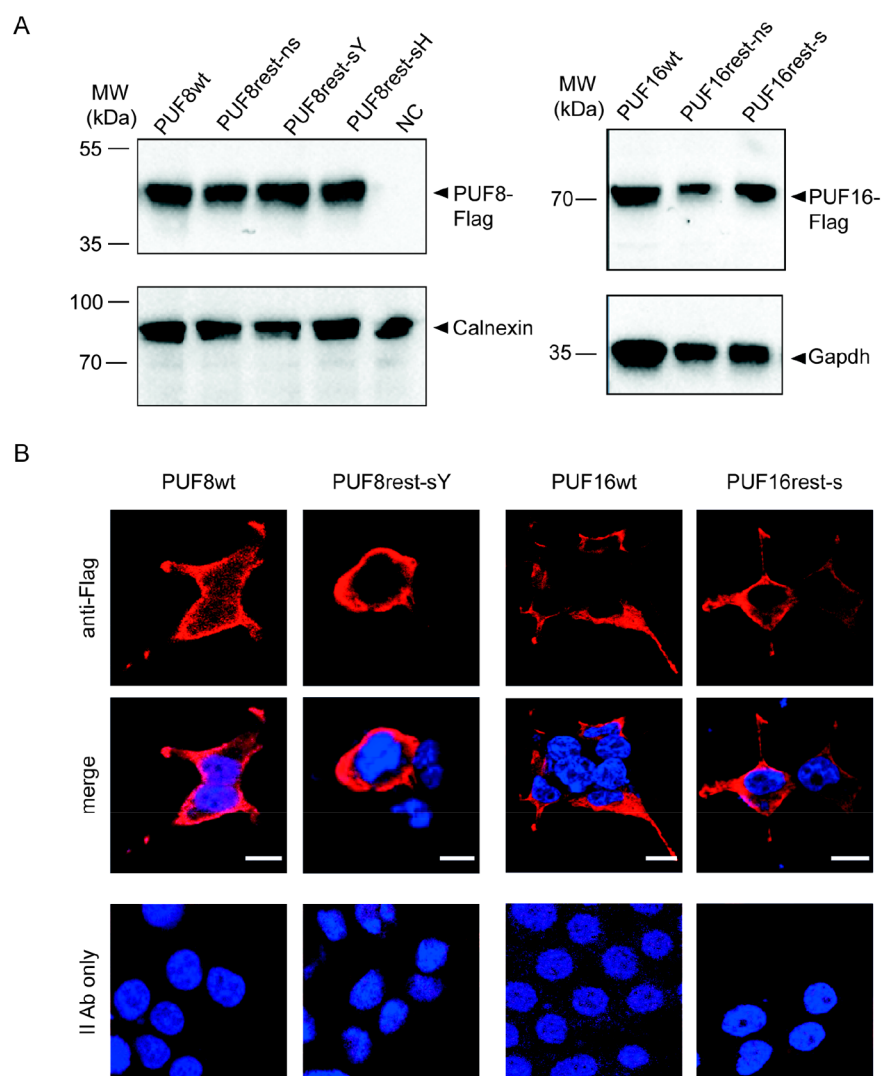 A
MW
(kDa)
PUF8wt
PUF8rest-ns
PUF8rest-sY
PUF8rest-sH
NC
55
35
PUF8-
Flag
100
70
Calnexin
MW
(kDa)
PUF16wt
PUF16rest-ns
PUF16rest-s
70
PUF16-
Flag
35
Gapdh
B
PUF8wt
PUF8rest-sY
PUF16wt
PUF16rest-s
anti-Flag
merge
II Ab only